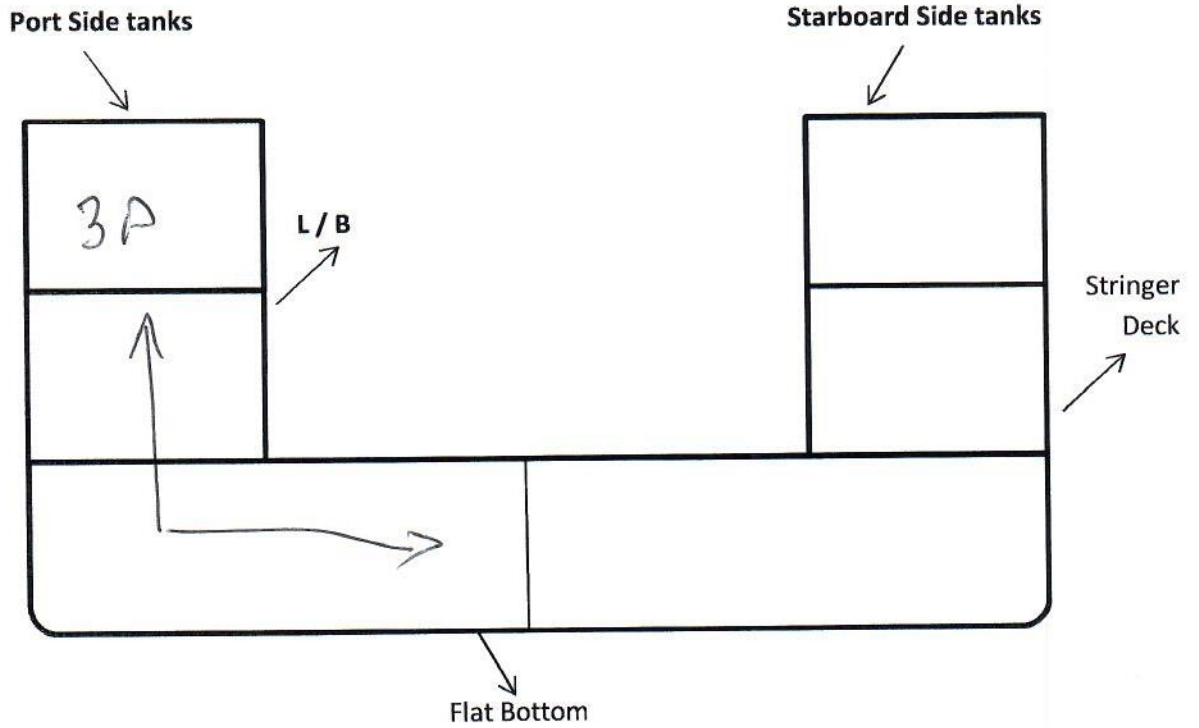 Port Side tanks
Starboard Side tanks
3P
L / B
Stringer
Deck
Flat Bottom